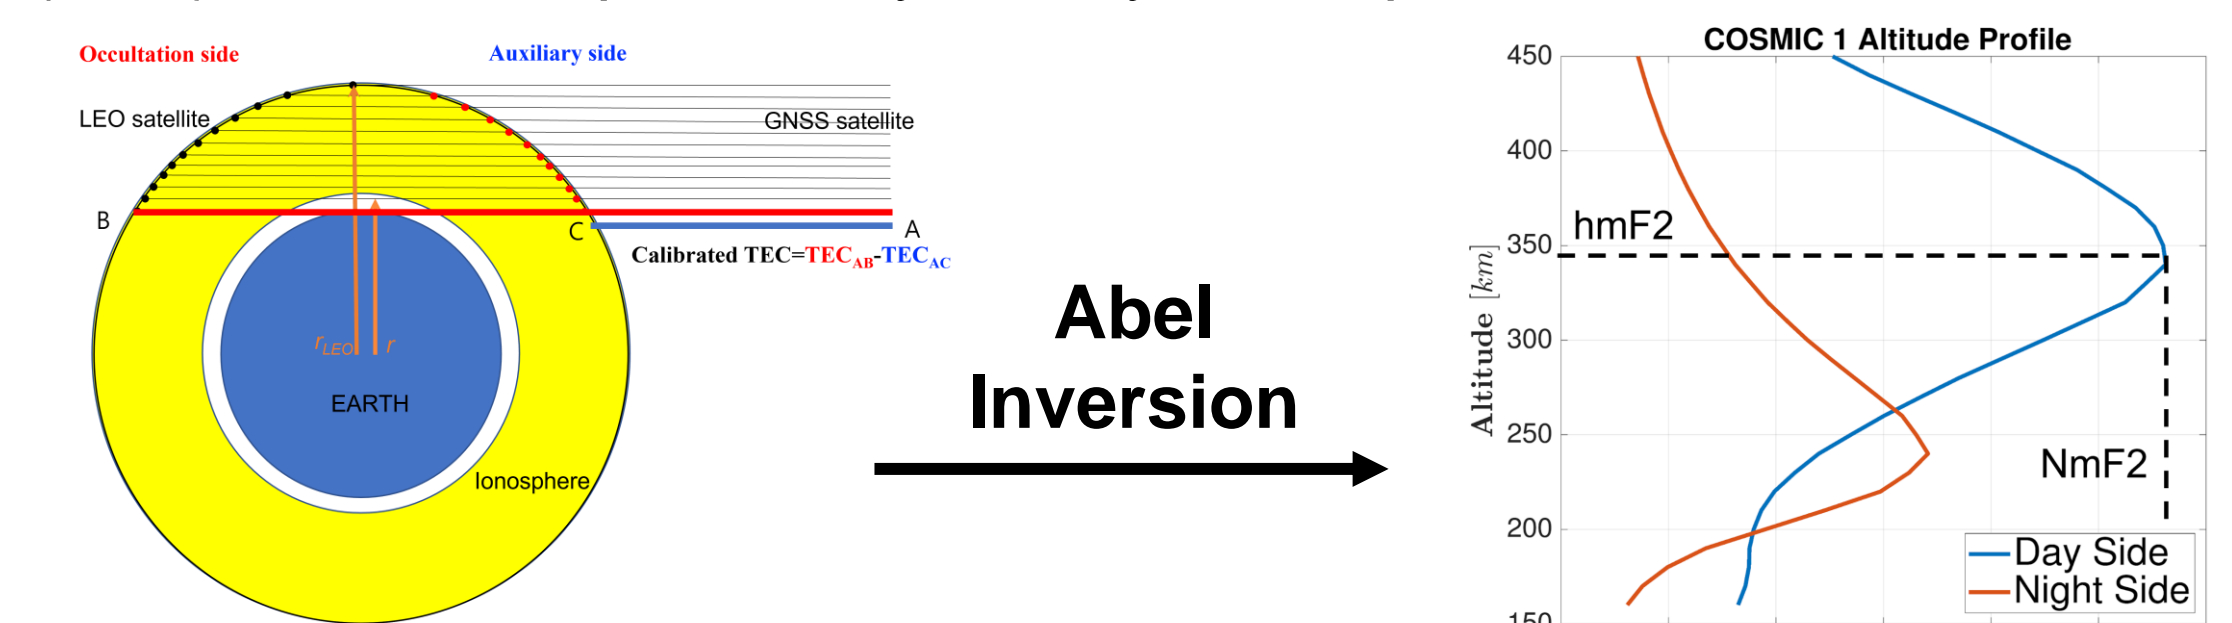 Occultation side
Auxiliary side
LEO satellite
GNSS satellite
B
C
A
Calibrated TEC=TEC_AB-TEC_AC
r_LEO
r
EARTH
Ionosphere
Abel
Inversion
COSMIC 1 Altitude Profile
450
400
350
300
250
200
150
Altitude [km]
hmF2
NmF2
Day Side
Night Side